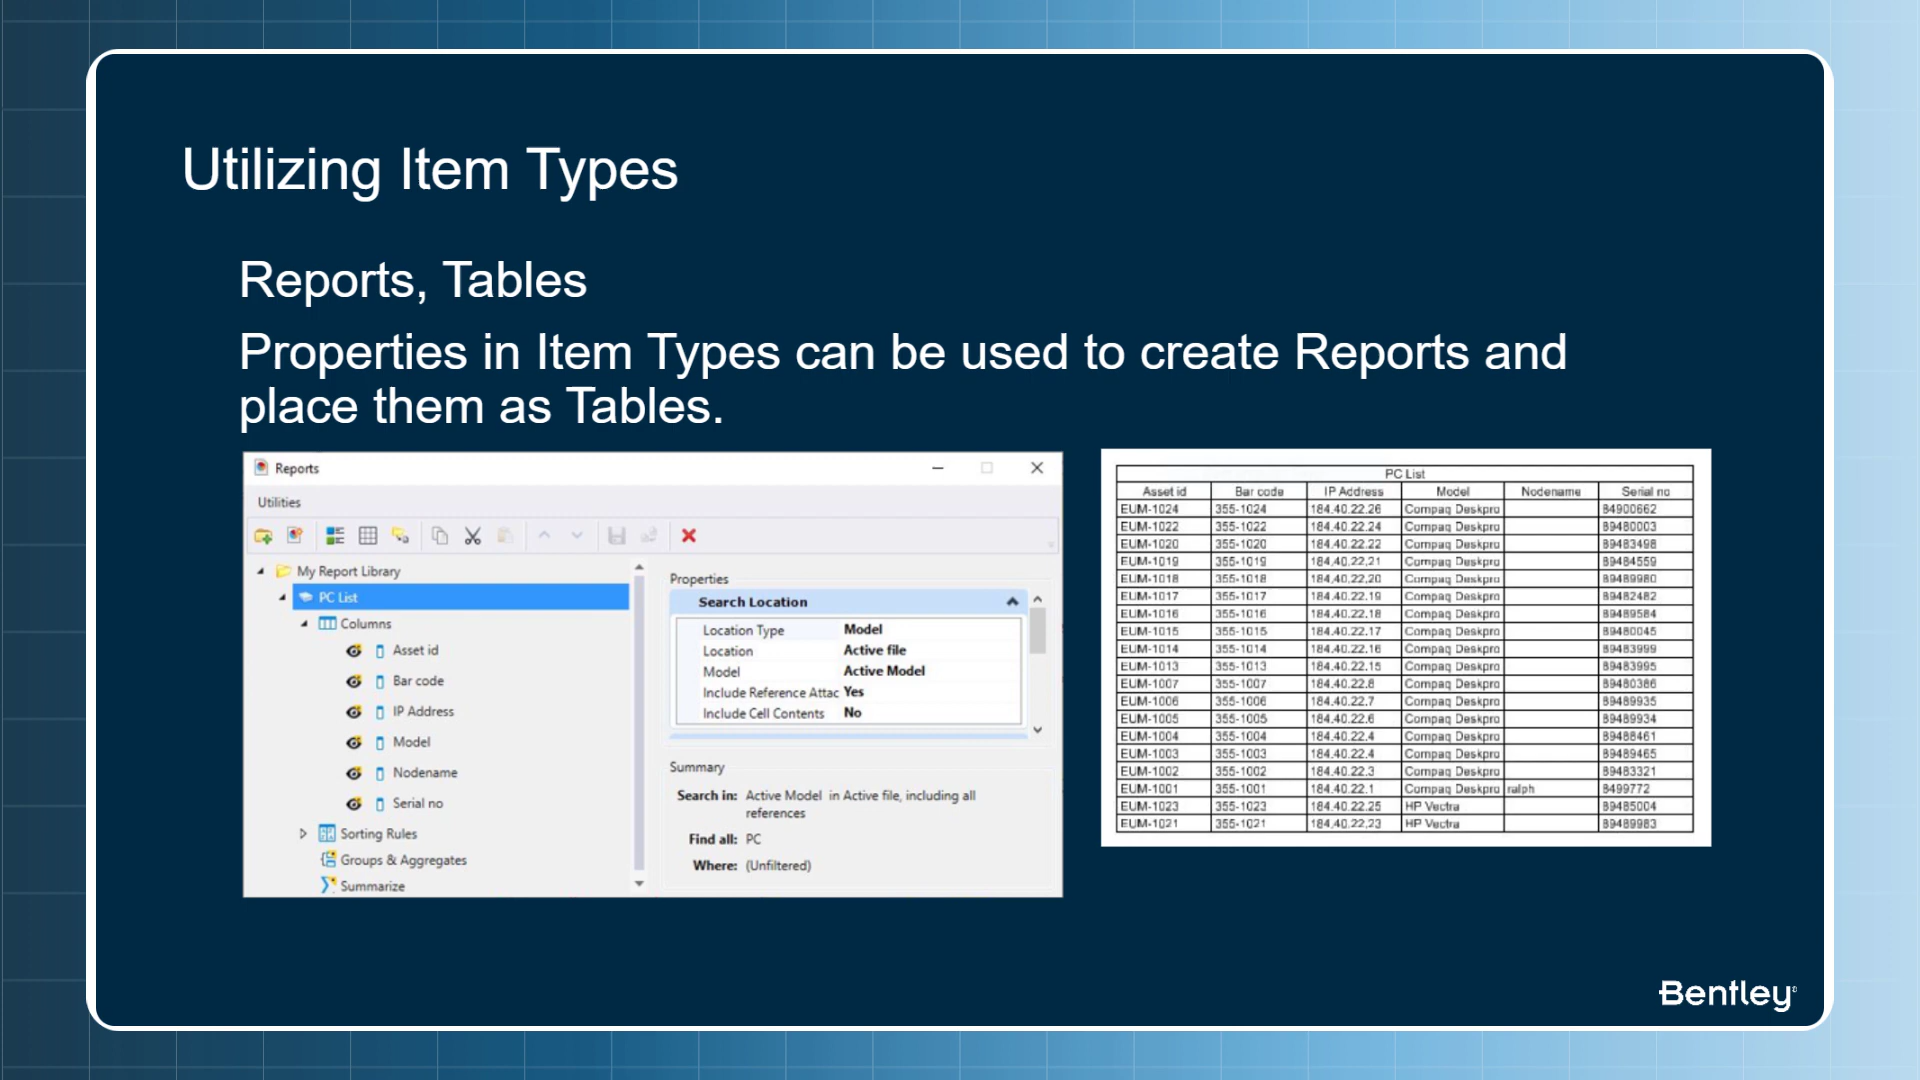 Utilizing Item Types
Reports, Tables
Properties in Item Types can be used to create Reports and
place them as Tables.
Reports
Utilities
My Report Library
PC List
Columns
Asset id
Bar code
IP Address
Model
Nodename
Serial no
Sorting Rules
Groups & Aggregates
Summarize
Properties
Search Location
Location Type Model
Location Active file
Model Active Model
Include Reference Attac Yes
Include Cell Contents No
Summary
Search in: Active Model in Active file, including all
references
Find all: PC
Where: (Unfiltered)
PC List
Asset id Bar code IP Address Model Nodename Serial no
EUM-1024 355-1024 184.40.22.26 Compaq Deskpro 84900662
EUM-1022 355-1022 184.40.22.24 Compaq Deskpro 89480003
EUM-1020 355-1020 184.40.22.22 Compaq Deskpro 89483498
EUM-1019 355-1019 184.40.22.21 Compaq Deskpro 89484559
EUM-1018 355-1018 184.40.22.20 Compaq Deskpro 89489980
EUM-1017 355-1017 184.40.22.19 Compaq Deskpro 89482482
EUM-1016 355-1016 184.40.22.18 Compaq Deskpro 89489584
EUM-1015 355-1015 184.40.22.17 Compaq Deskpro 89480045
EUM-1014 355-1014 184.40.22.16 Compaq Deskpro 89483999
EUM-1013 355-1013 184.40.22.15 Compaq Deskpro 89483995
EUM-1007 355-1007 184.40.22.8 Compaq Deskpro 89480386
EUM-1006 355-1006 184.40.22.7 Compaq Deskpro 89489935
EUM-1005 355-1005 184.40.22.6 Compaq Deskpro 89489934
EUM-1004 355-1004 184.40.22.4 Compaq Deskpro 89488461
EUM-1003 355-1003 184.40.22.4 Compaq Deskpro 89489465
EUM-1002 355-1002 184.40.22.3 Compaq Deskpro 89483321
EUM-1001 355-1001 184.40.22.1 Compaq Deskpro ralph 8499772
EUM-1023 355-1023 184.40.22.25 HP Vectra 89485004
EUM-1021 355-1021 184.40.22.23 HP Vectra 89489983
Bentley